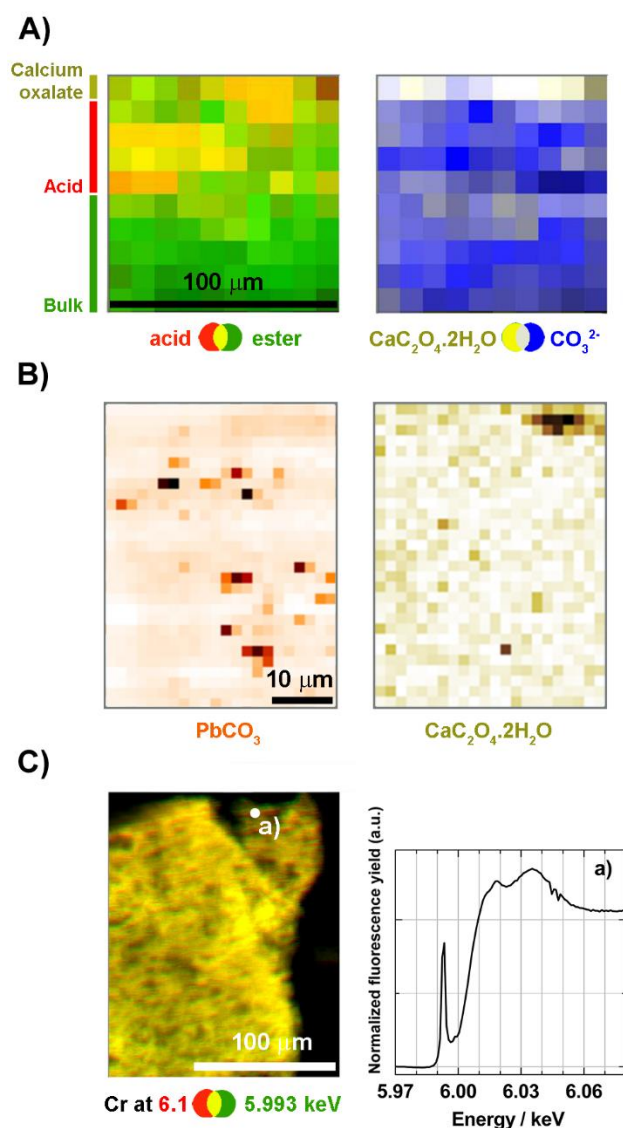 A)
Calcium
oxalate
Acid
Bulk
100 μm
acid ester
CaC₂O₄.2H₂O CO₃²⁻
B)
10 μm
PbCO₃
CaC₂O₄.2H₂O
C)
a)
100 μm
Cr at 6.1 5.993 keV
Normalized fluorescence yield (a.u.)
a)
5.97 6.00 6.03 6.06
Energy / keV